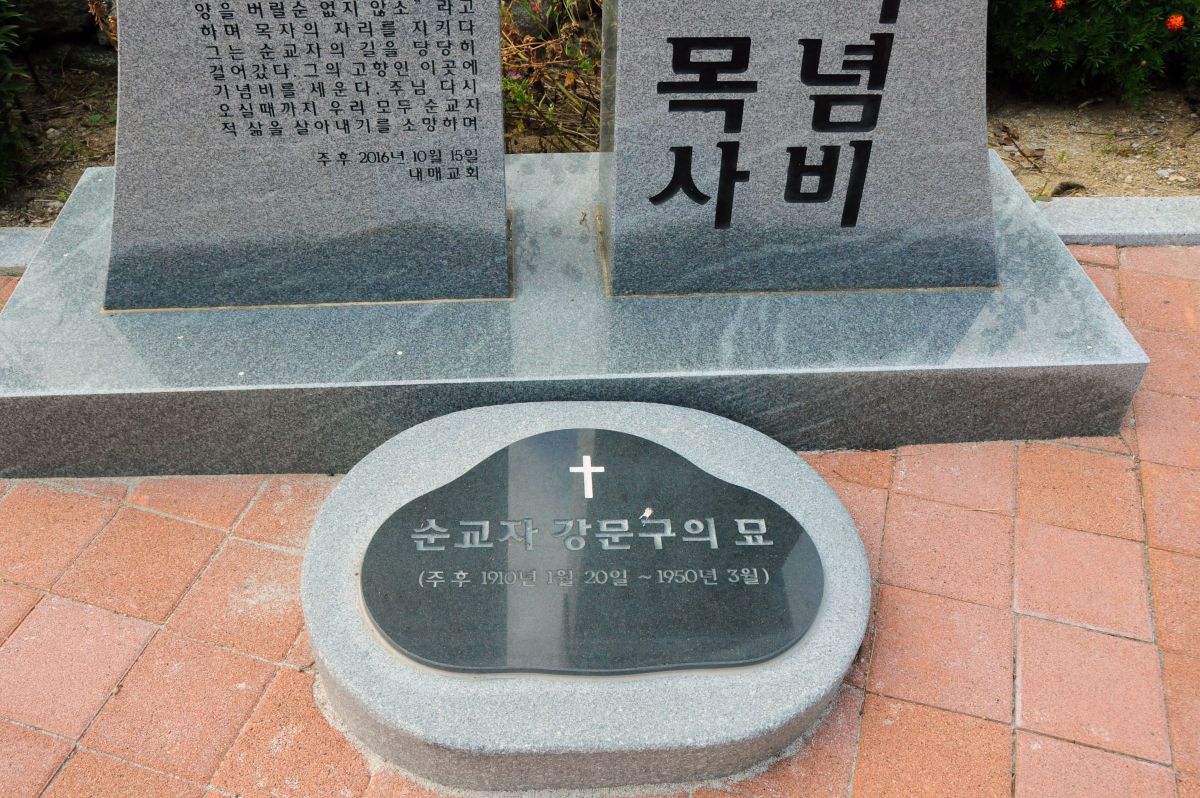 양을 버릴순 없지 않소" 라고
하며 목자의 자리를 지키다
그는 순교자의 길을 당당히
걸어갔다. 그의 고향인 이곳에
기념비를 세운다. 주님 다시
오실때까지 우리 모두 순교자
적 삶을 살아내기를 소망하며
주후 2016년 10월 15일
내매교회
목 념
사 비
순교자 강문구의 묘
(주후 1910년 1월 20일 ~ 1950년 3월)